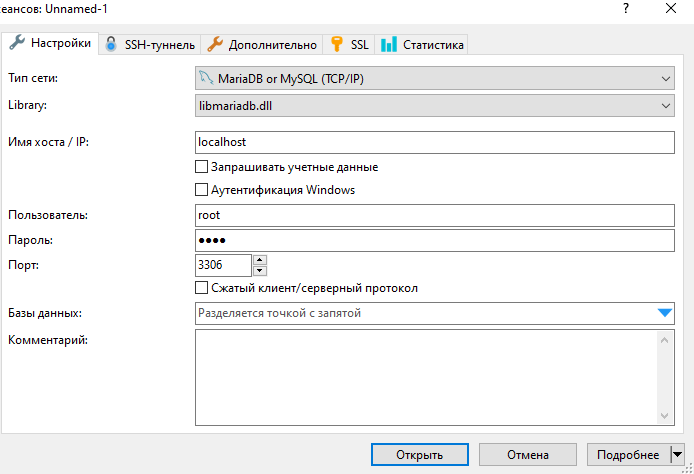 сеансов: Unnamed-1
Настройки SSH-туннель Дополнительно SSL Статистика
Тип сети: MariaDB or MySQL (TCP/IP)
Library: libmariadb.dll
Имя хоста / IP: localhost
Запрашивать учетные данные
Аутентификация Windows
Пользователь: root
Пароль: ●●●●
Порт: 3306
Сжатый клиент/серверный протокол
Базы данных: Разделяется точкой с запятой
Комментарий:
Открыть Отмена Подробнее